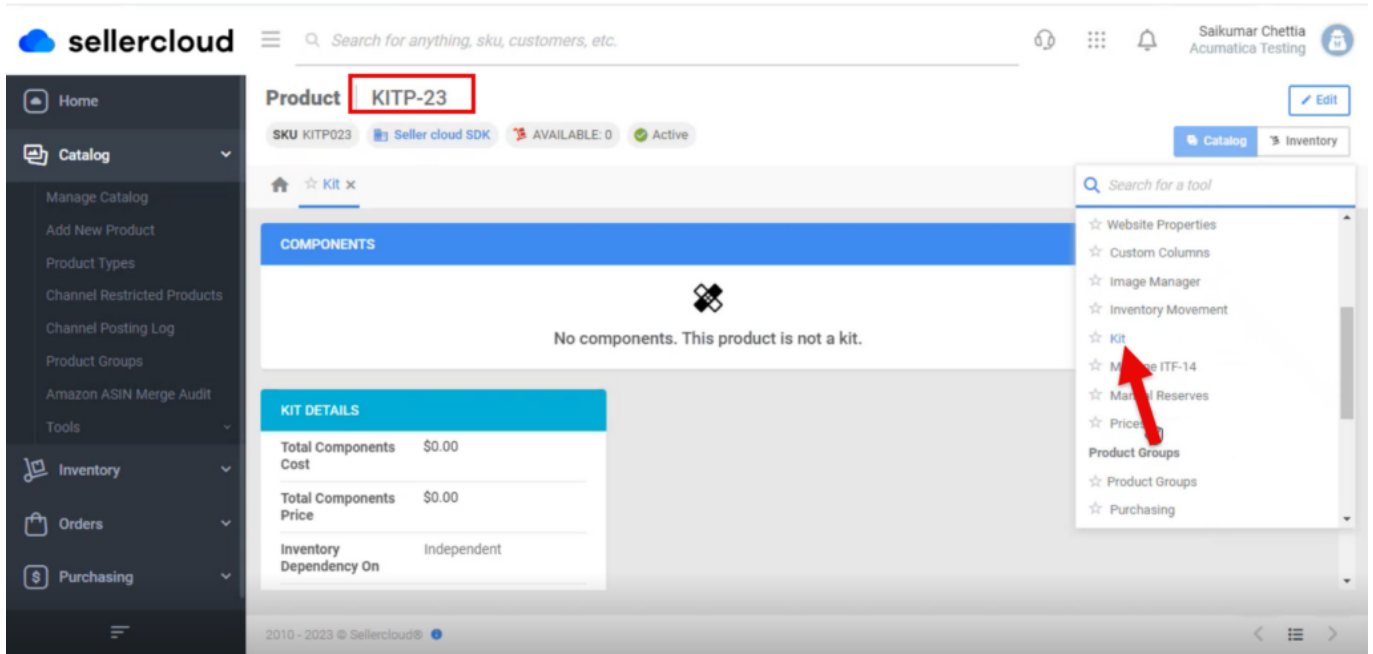 sellercloud
Search for anything, sku, customers, etc.
Saikumar Chettia
Acumatica Testing
Home
Catalog
Manage Catalog
Add New Product
Product Types
Channel Restricted Products
Channel Posting Log
Product Groups
Amazon ASIN Merge Audit
Tools
Inventory
Orders
Purchasing
Product KITP-23
Edit
SKU KITP023 Seller cloud SDK AVAILABLE: 0 Active
Catalog Inventory
Kit
COMPONENTS
No components. This product is not a kit.
KIT DETAILS
Total Components Cost $0.00
Total Components Price $0.00
Inventory Dependency On Independent
Search for a tool
Website Properties
Custom Columns
Image Manager
Inventory Movement
Kit
ITF-14
Reserves
Prices
Product Groups
Product Groups
Purchasing
2010 - 2023 © Sellercloud®